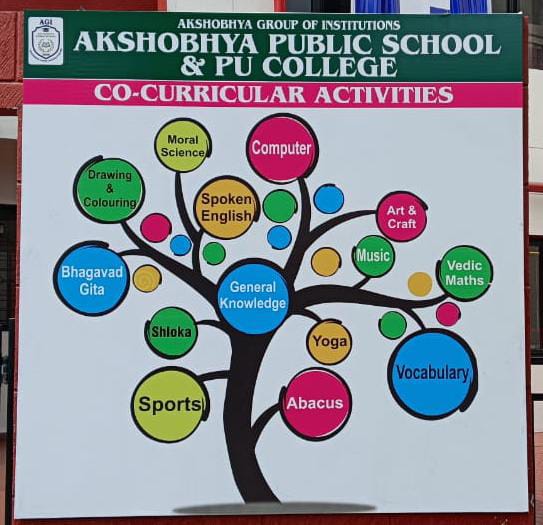 AGI
AKSHOBHYA GROUP OF INSTITUTIONS
AKSHOBHYA PUBLIC SCHOOL
& PU COLLEGE
CO-CURRICULAR ACTIVITIES
Moral
Science
Computer
Drawing
&
Colouring
Spoken
English
Art &
Craft
Music
Bhagavad
Gita
General
Knowledge
Vedic
Maths
Shloka
Yoga
Vocabulary
Sports
Abacus